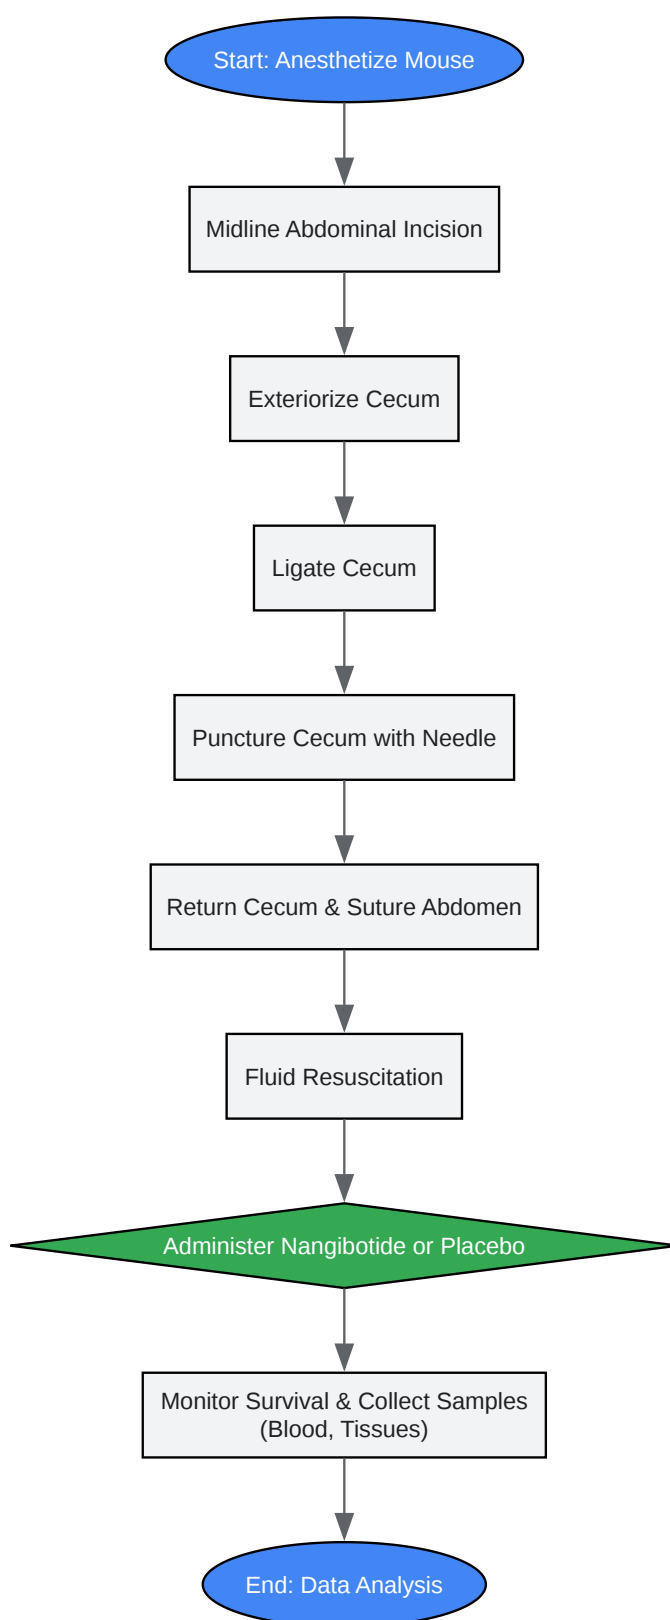 Start: Anesthetize Mouse
Midline Abdominal Incision
Exteriorize Cecum
Ligate Cecum
Puncture Cecum with Needle
Return Cecum & Suture Abdomen
Fluid Resuscitation
Administer Nangibotide or Placebo
Monitor Survival & Collect Samples
(Blood, Tissues)
End: Data Analysis